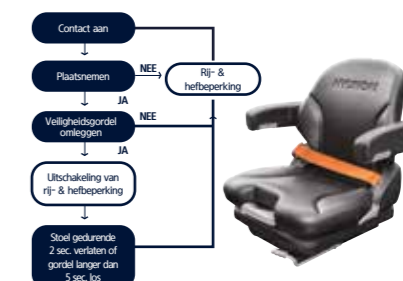 Contact aan
Plaatsnemen
NEE
Rij- &
hefbeperking
JA
Veiligheidsgordel
omleggen
NEE
JA
Uitschakeling van
rij- & hefbeperking
Stoel gedurende
2 sec. verlaten of
gordel langer dan
5 sec. los